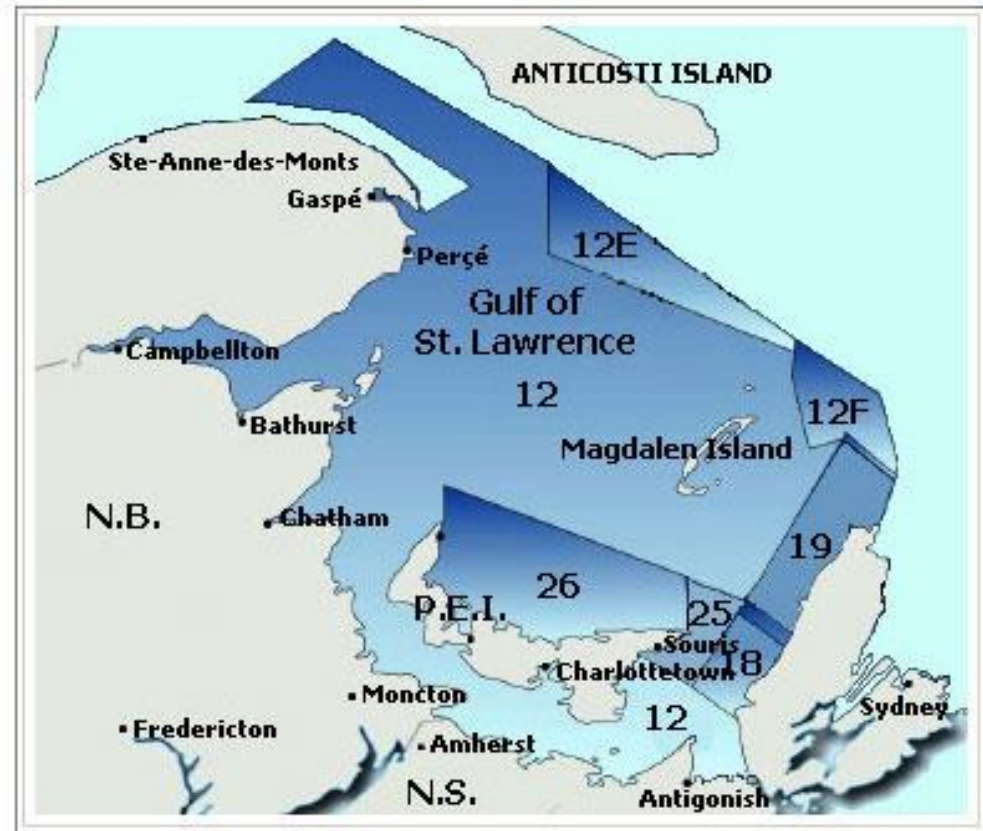 ANTICOSTI ISLAND
Ste-Anne-des-Monts
Gaspé
12E
Perçé
Gulf of
St. Lawrence
Campbellton
12
12F
Bathurst
Magdalen Island
N.B.
Chatham
19
26
P.E.I.
25
Souris
18
Charlottetown
Moncton
Sydney
12
Fredericton
Amherst
N.S.
Antigonish